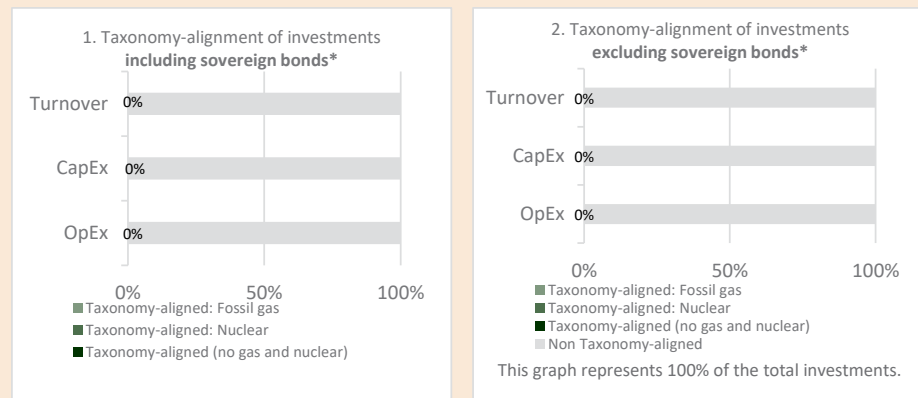 1. Taxonomy-alignment of investments
including sovereign bonds*
Turnover 0%
CapEx 0%
OpEx 0%
0% 50% 100%
Taxonomy-aligned: Fossil gas
Taxonomy-aligned: Nuclear
Taxonomy-aligned (no gas and nuclear)
2. Taxonomy-alignment of investments
excluding sovereign bonds*
Turnover 0%
CapEx 0%
OpEx 0%
0% 50% 100%
Taxonomy-aligned: Fossil gas
Taxonomy-aligned: Nuclear
Taxonomy-aligned (no gas and nuclear)
Non Taxonomy-aligned
This graph represents 100% of the total investments.